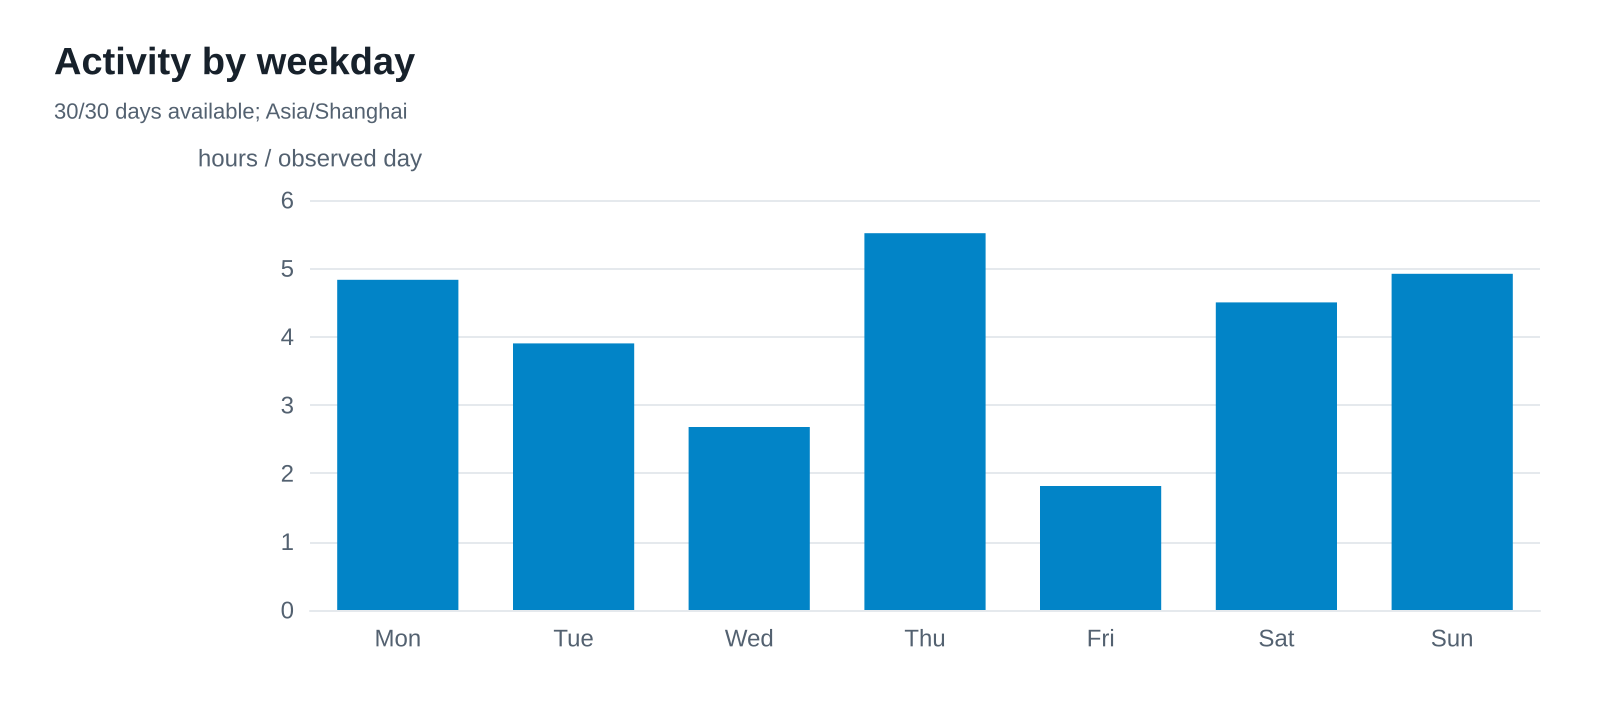 Activity by weekday
30/30 days available; Asia/Shanghai
hours / observed day
6
5
4
3
2
1
0
Mon Tue Wed Thu Fri Sat Sun